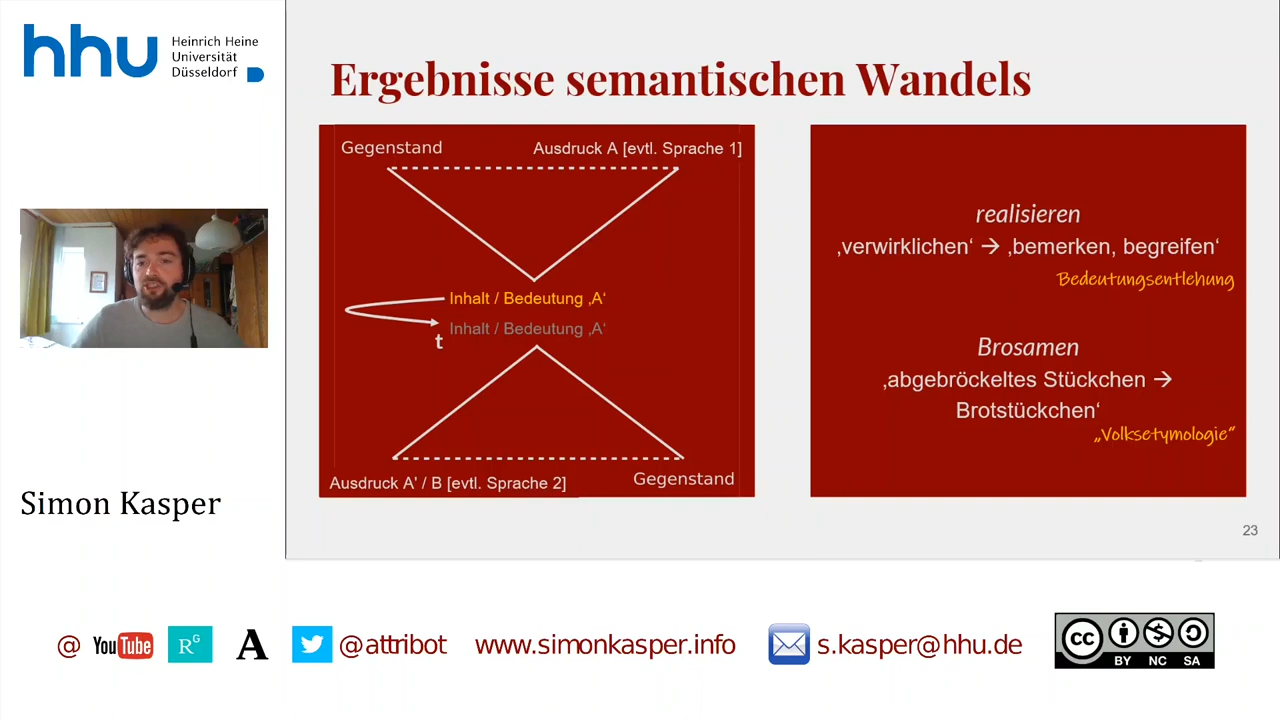 hhu
Heinrich Heine
Universität
Düsseldorf
Simon Kasper
Ergebnisse semantischen Wandels
Gegenstand
Ausdruck A [evtl. Sprache 1]
Inhalt / Bedeutung ‚A‘
Inhalt / Bedeutung ‚A‘
t
Ausdruck A' / B [evtl. Sprache 2]
Gegenstand
realisieren
‚verwirklichen‘ → ‚bemerken, begreifen‘
Bedeutungsentlehung
Brosamen
‚abgebröckeltes Stückchen →
Brotstückchen‘
„Volksetymologie“
23
@ YouTube RG A @attribot www.simonkasper.info s.kasper@hhu.de
cc BY NC SA